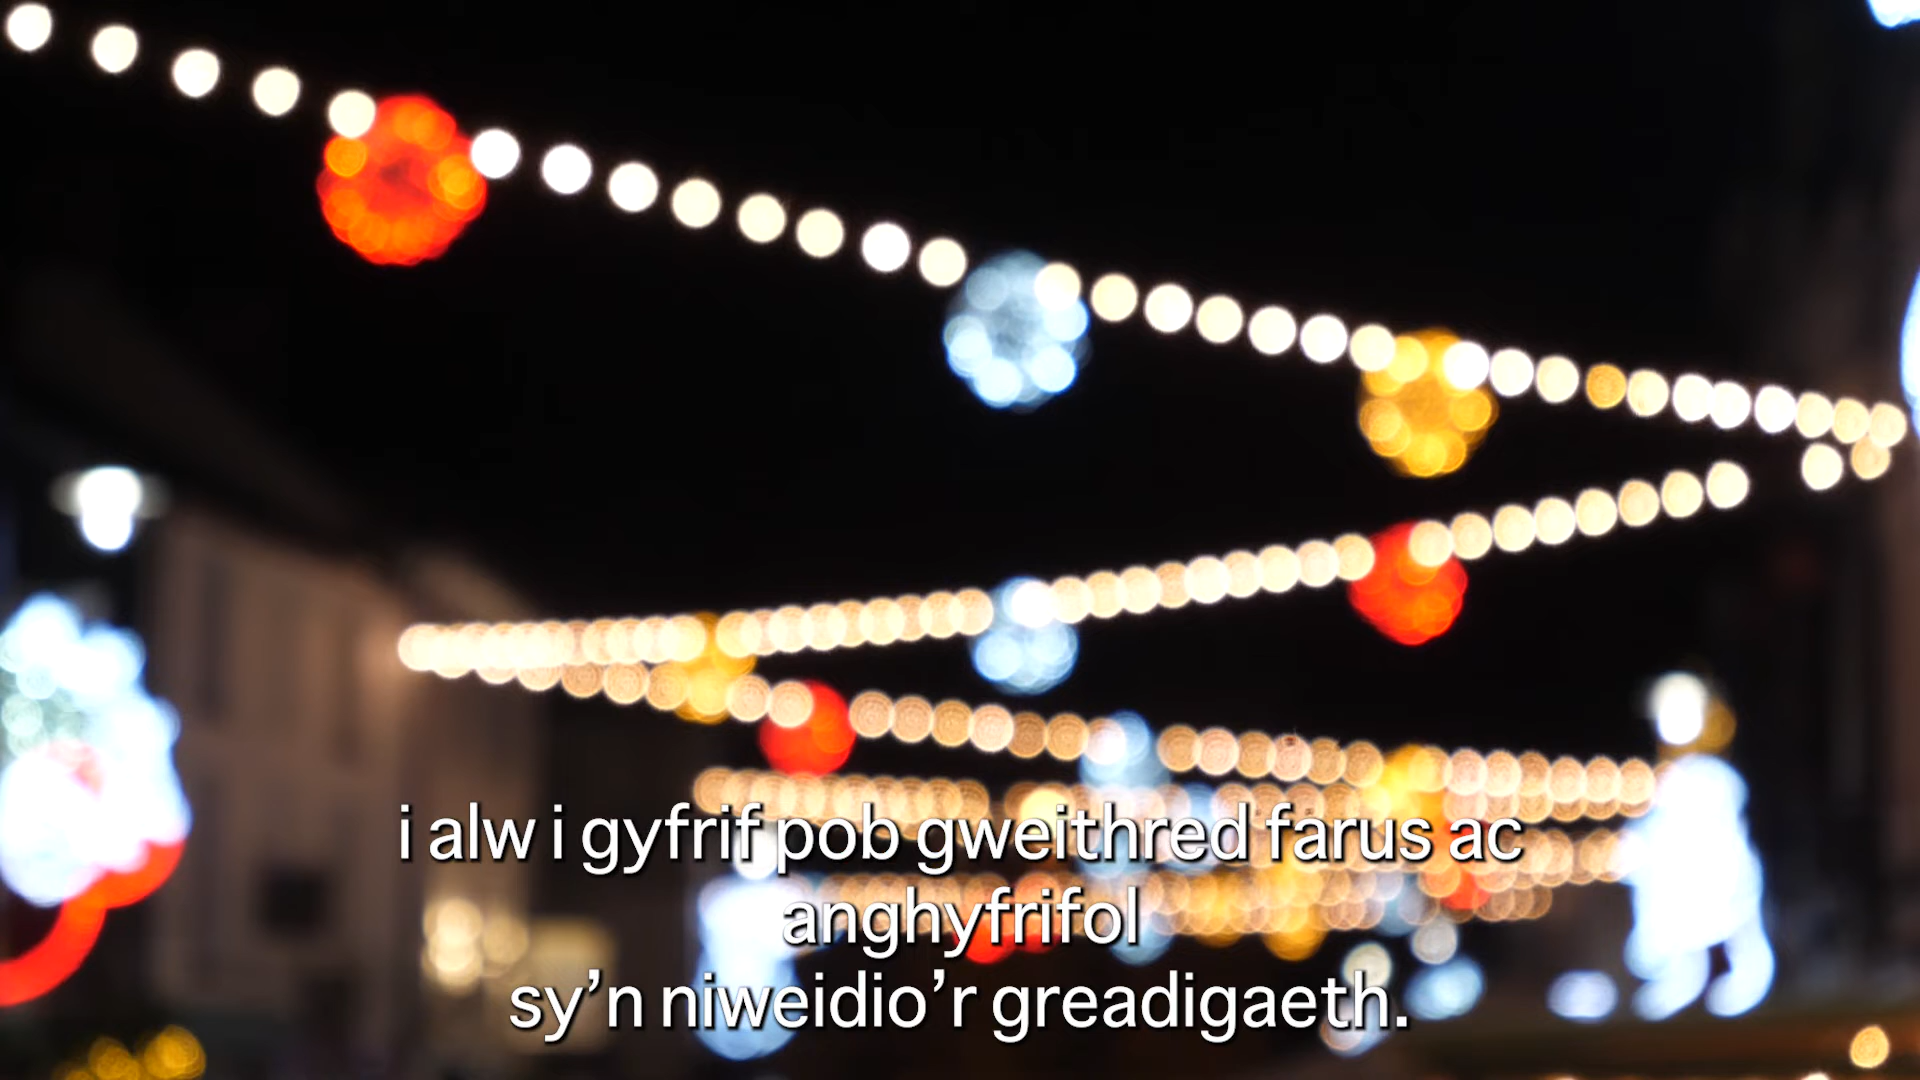 i alw i gyfrif pob gweithred farus ac
anghyfrifol
sy’n niweidio’r greadigaeth.